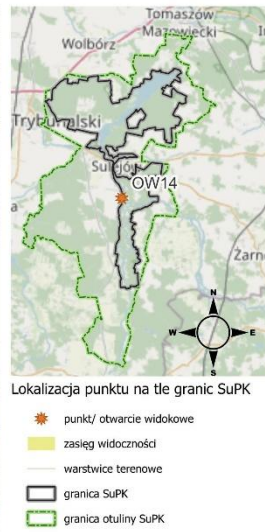 Tomaszów
Mazowiecki
Wolbórz
Trybunalski
Sulejów
OW14
Żarn
N
W
E
S
Lokalizacja punktu na tle granic SuPK
punkt/ otwarcie widokowe
zasięg widoczności
warstwice terenowe
granica SuPK
granica otuliny SuPK